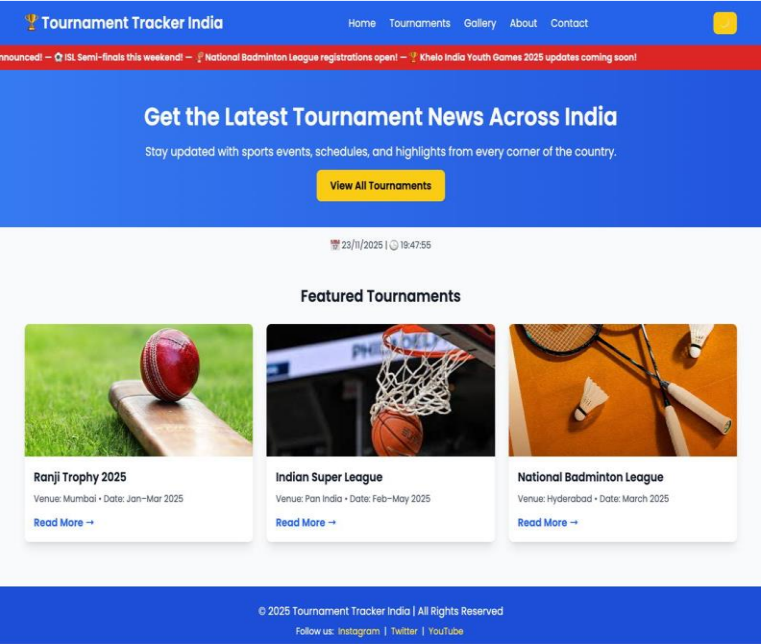 🏆 Tournament Tracker India
Home Tournaments Gallery About Contact
nnounced! — ⚽ ISL Semi-finals this weekend! — 🏸 National Badminton League registrations open! — 🏆 Khelo India Youth Games 2025 updates coming soon!
Get the Latest Tournament News Across India
Stay updated with sports events, schedules, and highlights from every corner of the country.
View All Tournaments
📅 23/11/2025 | 🕒 19:47:55
Featured Tournaments
Ranji Trophy 2025
Venue: Mumbai • Date: Jan–Mar 2025
Read More →
Indian Super League
Venue: Pan India • Date: Feb–May 2025
Read More →
National Badminton League
Venue: Hyderabad • Date: March 2025
Read More →
© 2025 Tournament Tracker India | All Rights Reserved
Follow us: Instagram | Twitter | YouTube